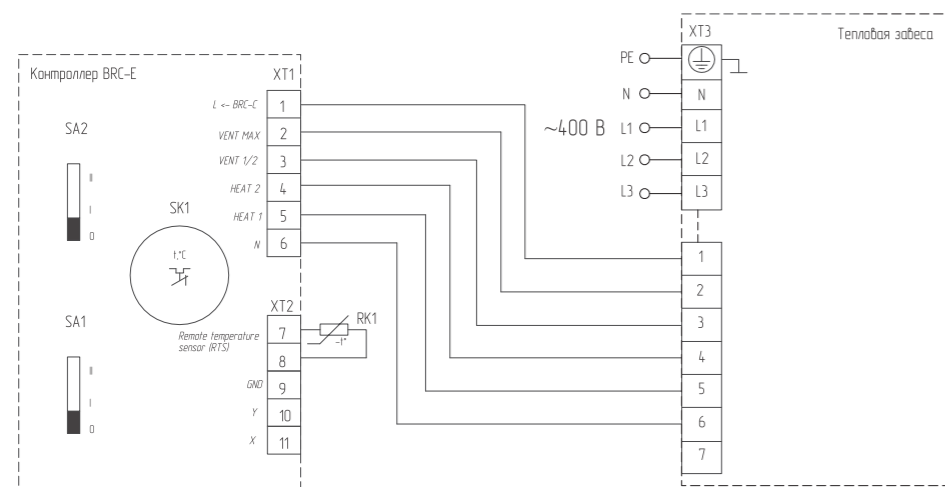 XT3
Тепловая завеса
PE
N
N
~400 В
L1
L1
L2
L2
L3
L3
1
2
3
4
5
6
7
Контроллер BRC-E
XT1
L <- BRC-C
1
VENT MAX
2
VENT 1/2
3
HEAT 2
4
HEAT 1
5
N
6
SA2
II
I
0
SK1
t,°C
SA1
II
I
0
XT2
Remote temperature
sensor (RTS)
7
8
RK1
-t°
GND
9
Y
10
X
11